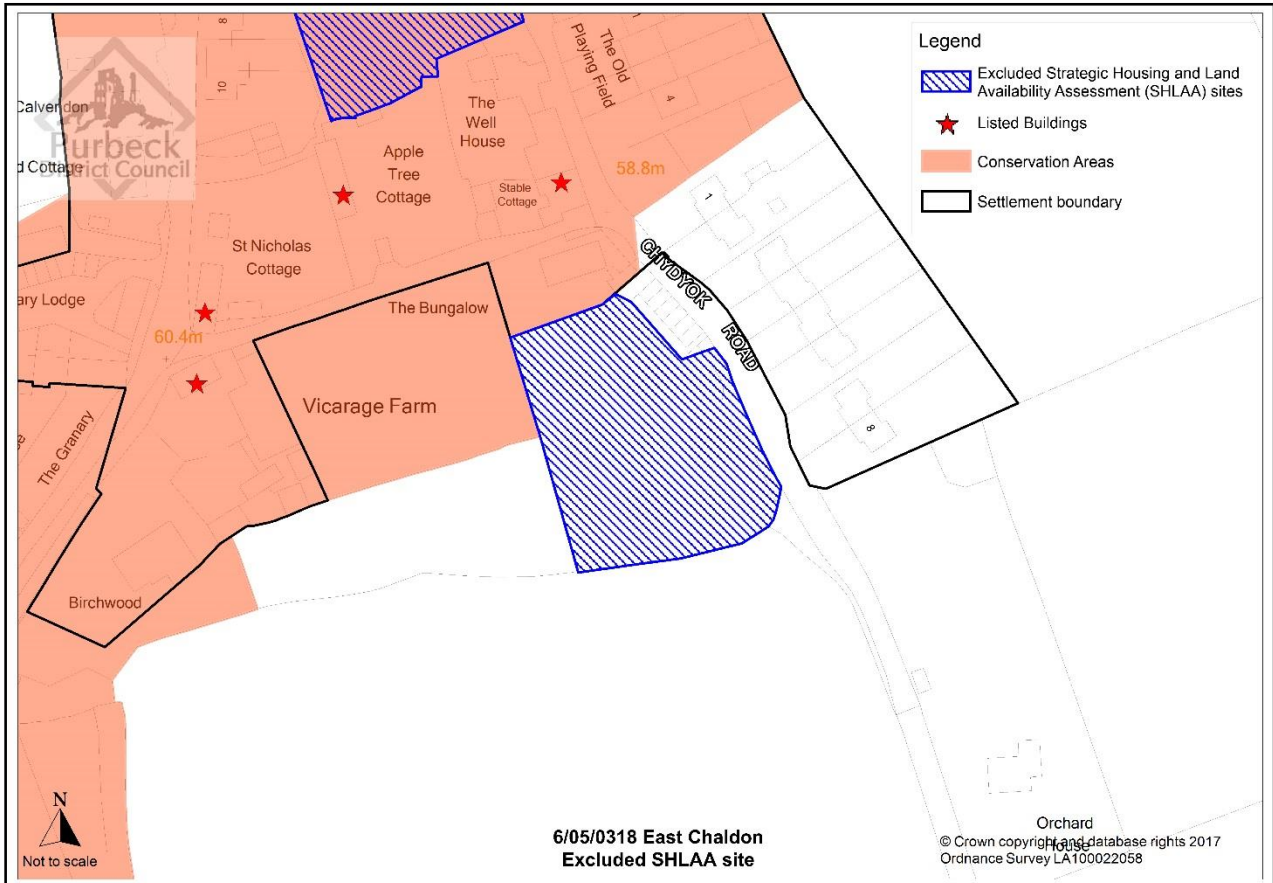 8
10
Calvendon
Purbeck
District Council
d Cottage
The
Well
House
Apple
Tree
Cottage
Stable
Cottage
The Old
Playing Field
1
4
58.8m
1
St Nicholas
Cottage
ary Lodge
60.4m
The Bungalow
CHYDYOK
ROAD
Vicarage Farm
The Granary
8
Birchwood
Legend
Excluded Strategic Housing and Land
Availability Assessment (SHLAA) sites
Listed Buildings
Conservation Areas
Settlement boundary
N
Not to scale
6/05/0318 East Chaldon
Excluded SHLAA site
Orchard
House
© Crown copyright and database rights 2017
Ordnance Survey LA100022058